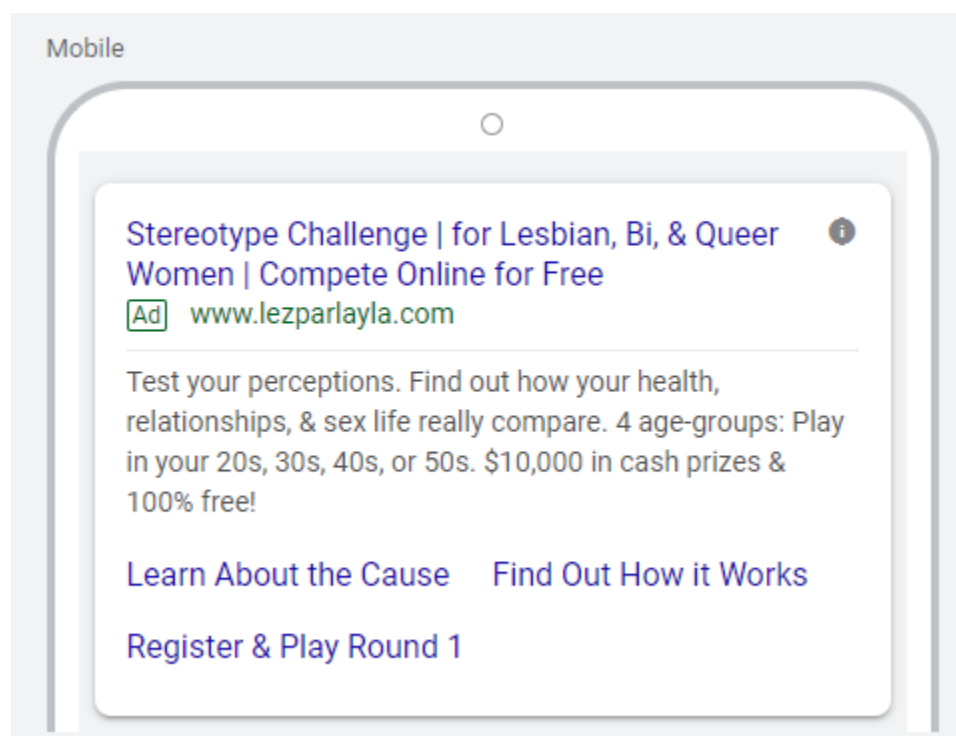 Mobile
Stereotype Challenge | for Lesbian, Bi, & Queer
Women | Compete Online for Free
Ad www.lezparlayla.com
Test your perceptions. Find out how your health,
relationships, & sex life really compare. 4 age-groups: Play
in your 20s, 30s, 40s, or 50s. $10,000 in cash prizes &
100% free!
Learn About the Cause Find Out How it Works
Register & Play Round 1